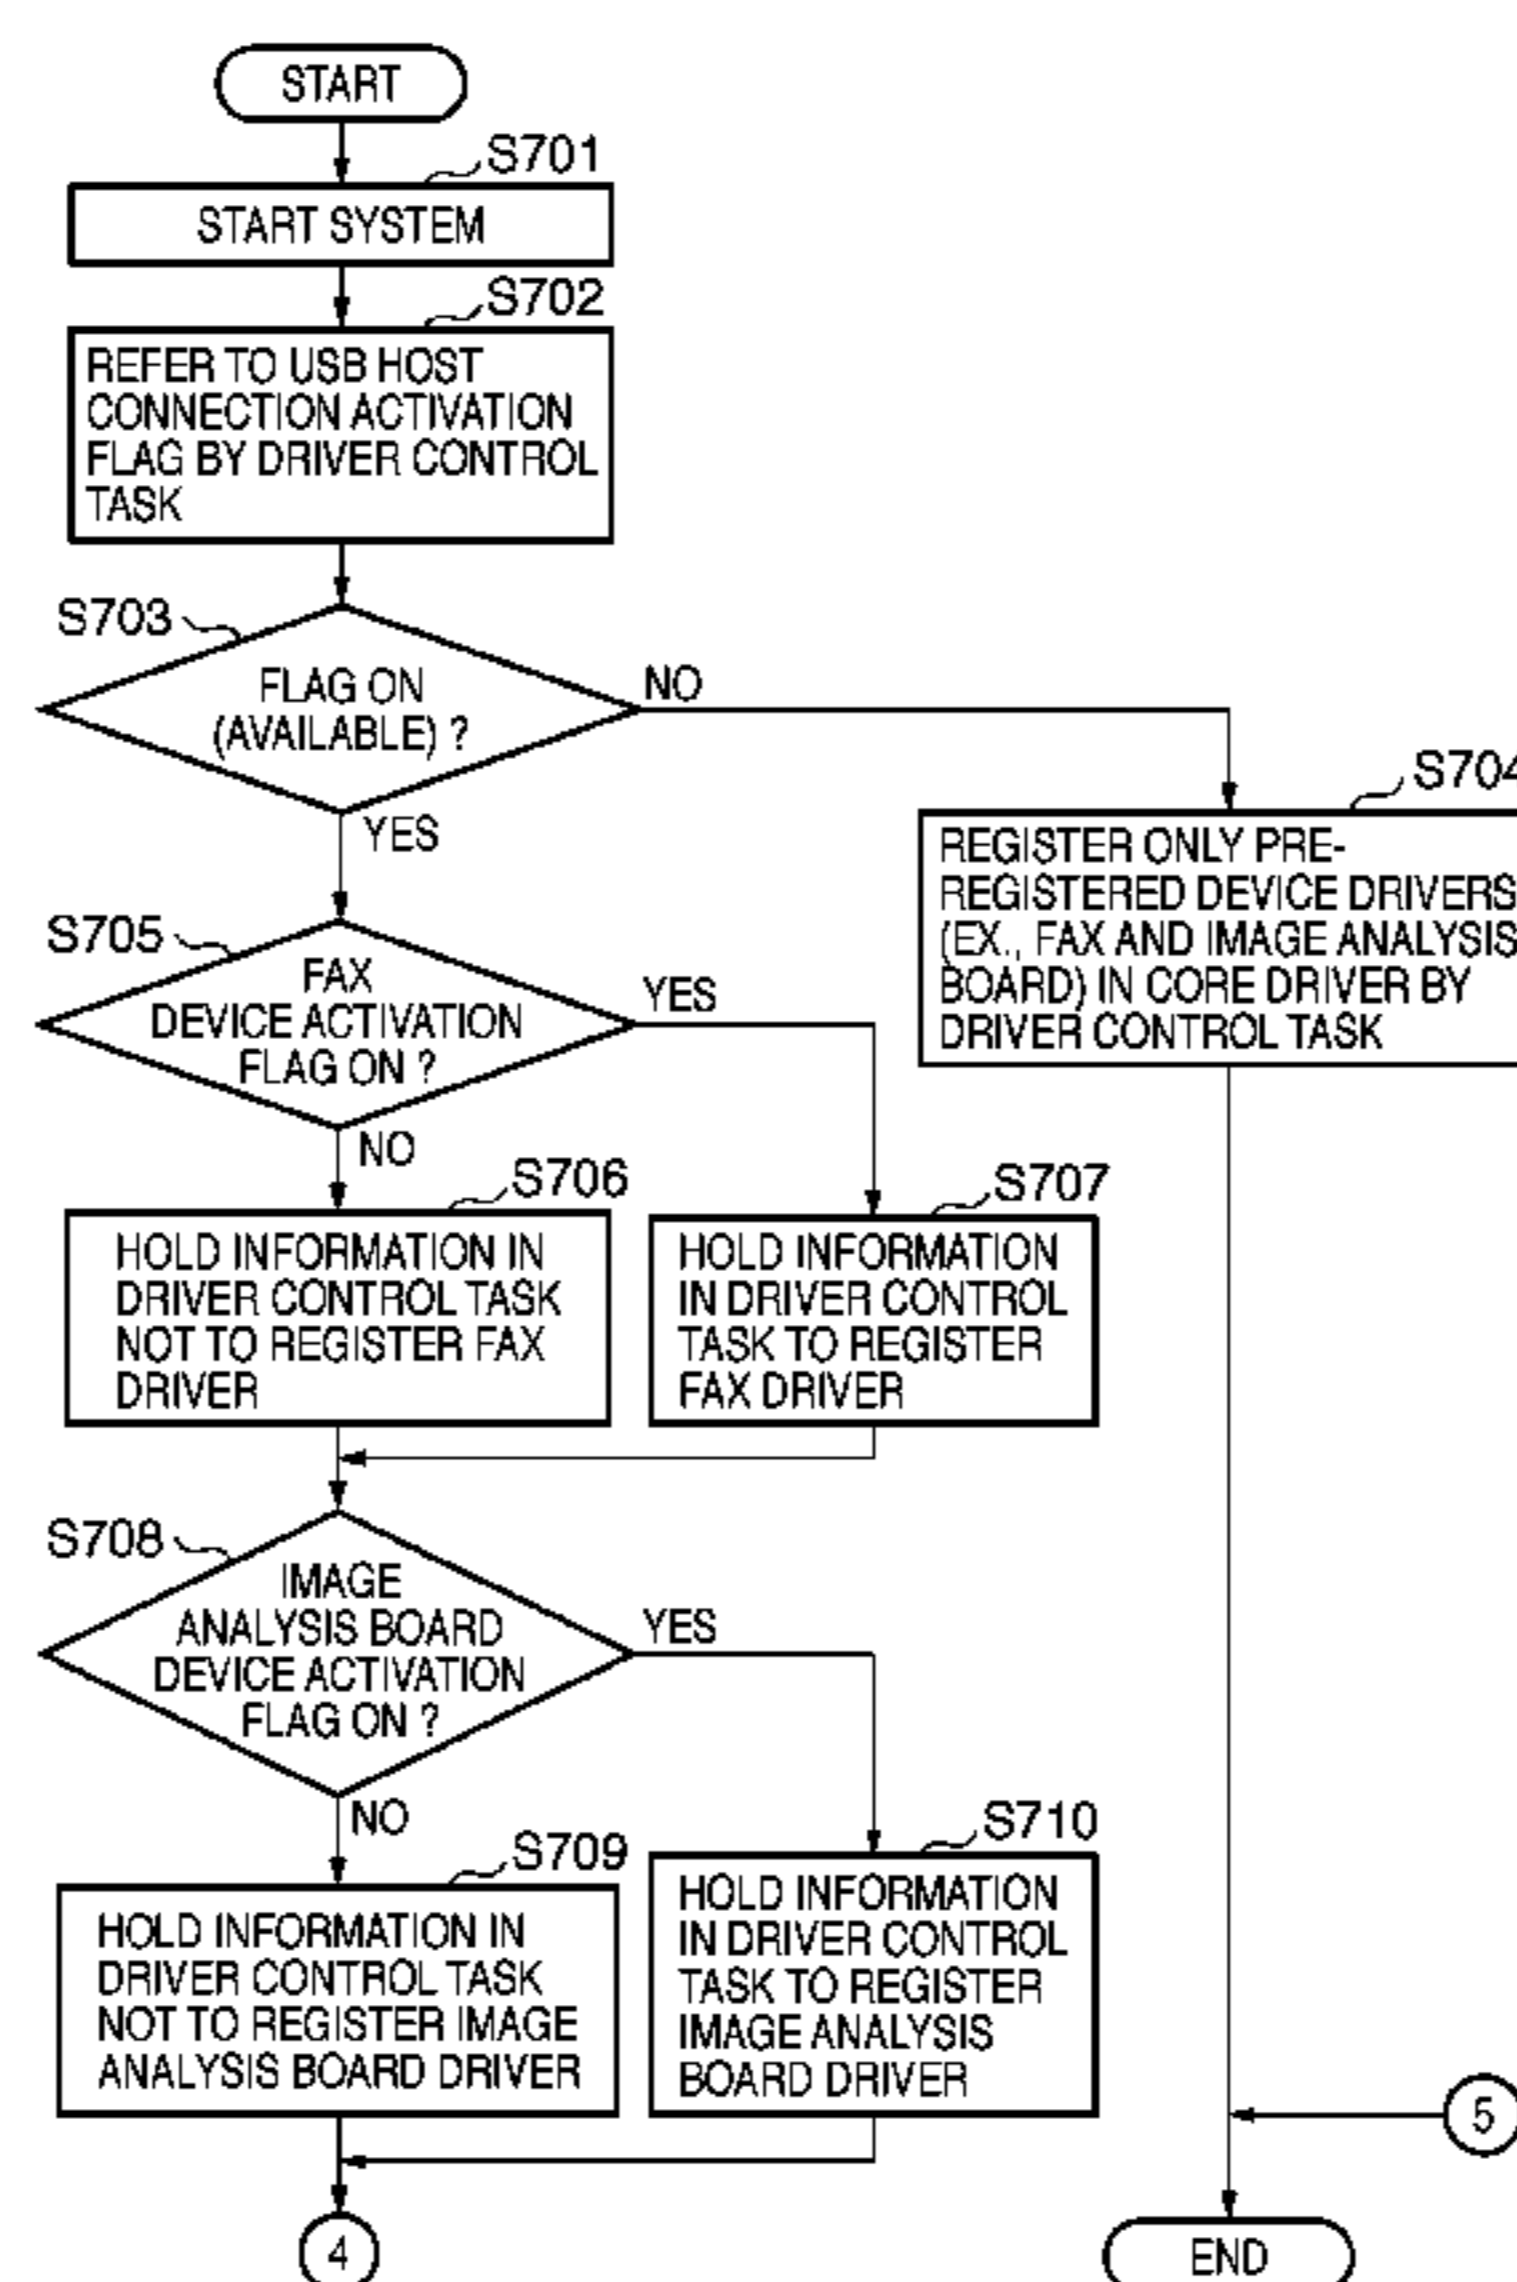 START
S701
START SYSTEM
S702
REFER TO USB HOST
CONNECTION ACTIVATION
FLAG BY DRIVER CONTROL
TASK
S703
FLAG ON
(AVAILABLE) ?
NO
YES
S704
REGISTER ONLY PRE-
REGISTERED DEVICE DRIVERS
(EX., FAX AND IMAGE ANALYSIS
BOARD) IN CORE DRIVER BY
DRIVER CONTROL TASK
S705
FAX
DEVICE ACTIVATION
FLAG ON ?
YES
NO
S706
HOLD INFORMATION IN
DRIVER CONTROL TASK
NOT TO REGISTER FAX
DRIVER
S707
HOLD INFORMATION
IN DRIVER CONTROL
TASK TO REGISTER
FAX DRIVER
S708
IMAGE
ANALYSIS BOARD
DEVICE ACTIVATION
FLAG ON ?
YES
NO
S709
HOLD INFORMATION IN
DRIVER CONTROL TASK
NOT TO REGISTER IMAGE
ANALYSIS BOARD DRIVER
S710
HOLD INFORMATION
IN DRIVER CONTROL
TASK TO REGISTER
IMAGE ANALYSIS
BOARD DRIVER
5
4
END